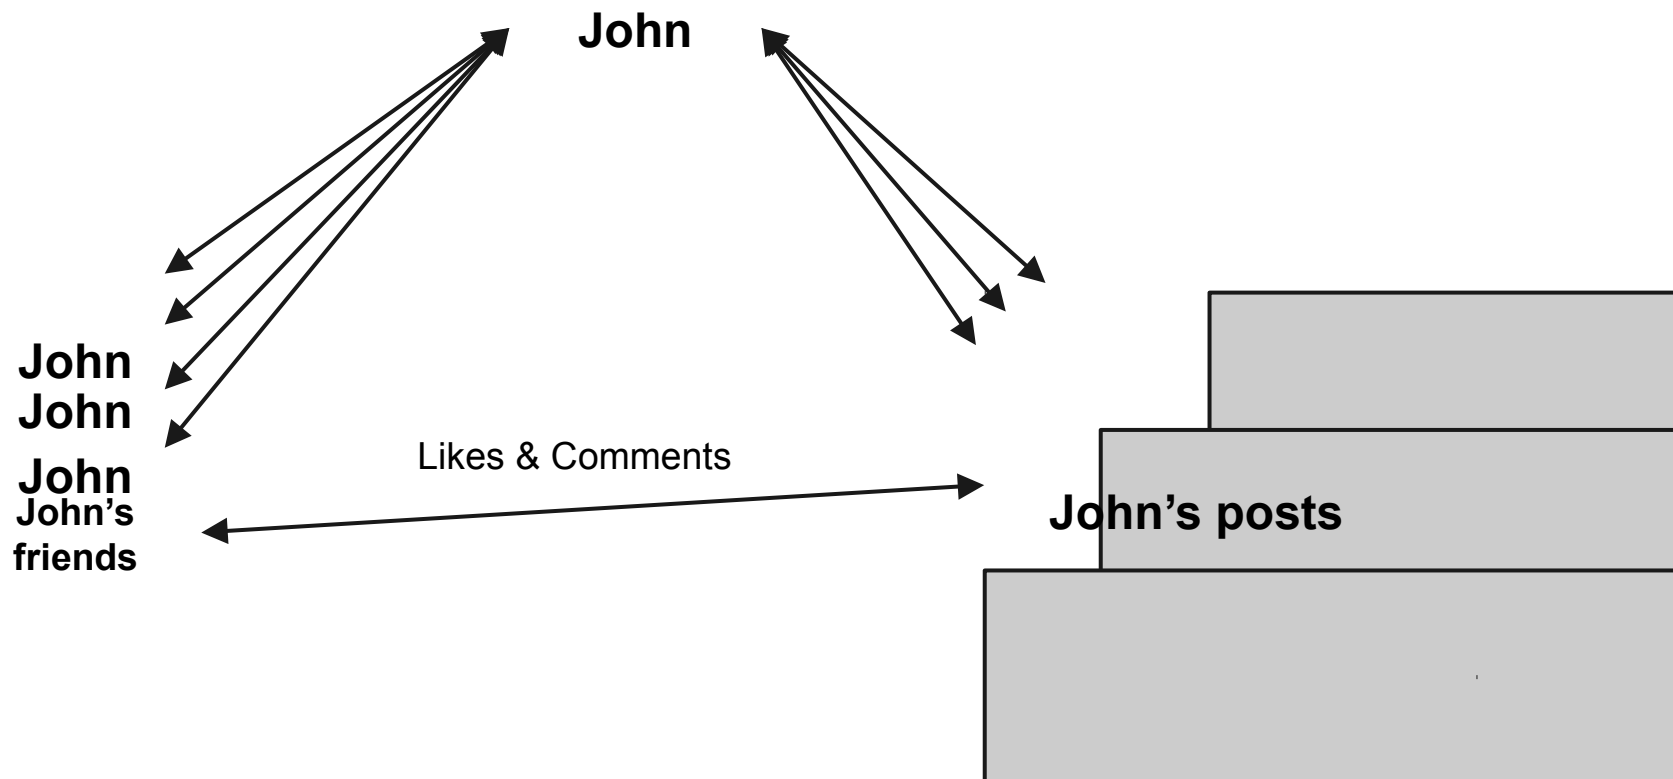 John
John
John
Likes & Comments
John
John's posts
John's
friends